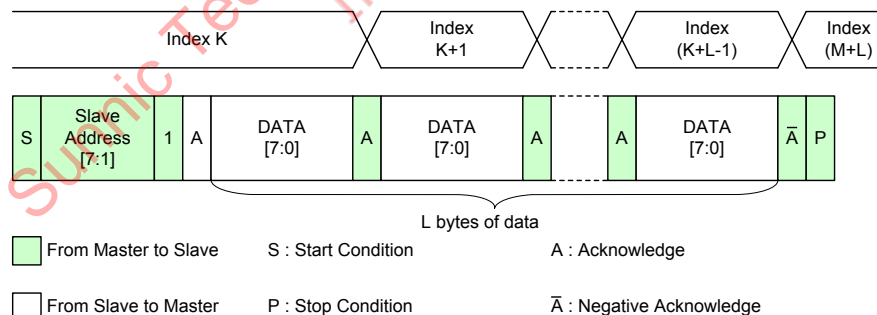 Index K
Index
K+1
Index
(K+L-1)
Index
(M+L)
S
Slave
Address
[7:1]
1
A
DATA
[7:0]
A
DATA
[7:0]
A
A
DATA
[7:0]
A̅
P
L bytes of data
From Master to Slave
S : Start Condition
A : Acknowledge
From Slave to Master
P : Stop Condition
A̅ : Negative Acknowledge
Sunnic Tec